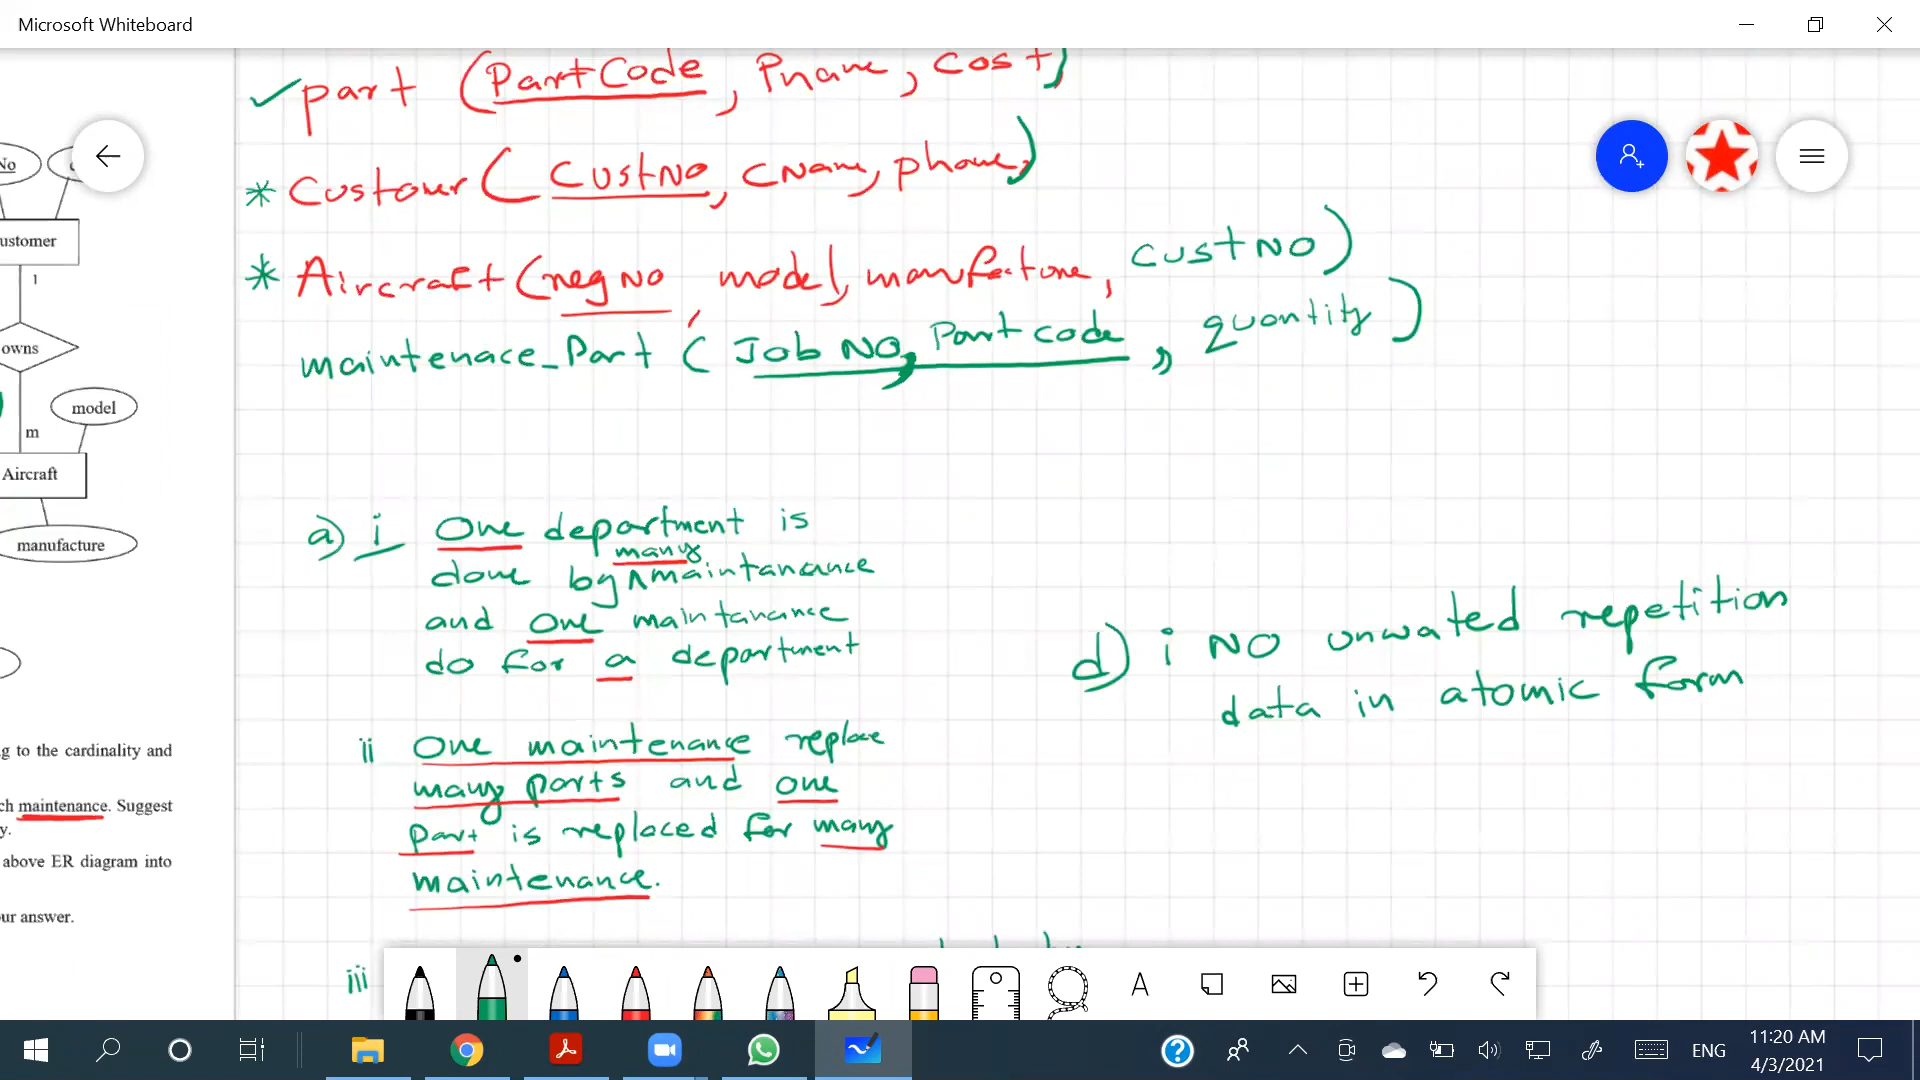 Microsoft Whiteboard
✓ part (PartCode, Pname, cost)
* Customer (CustNo, CName, phone)
* Aircraft (regNo, model, manufacture, custNo)
maintenace_Part (Job No, Part code, quantity)
No
ustomer
1
owns
model
m
Aircraft
manufacture
a) i One department is
many
done by ʌ maintanance
and one maintanance
do for a department
ii One maintenance replace
many parts and one
part is replaced for many
maintenance.
iii
d) i No unwated repetition
data in atomic form
g to the cardinality and
ch maintenance. Suggest
y.
above ER diagram into
ur answer.
A
ENG
11:20 AM
4/3/2021